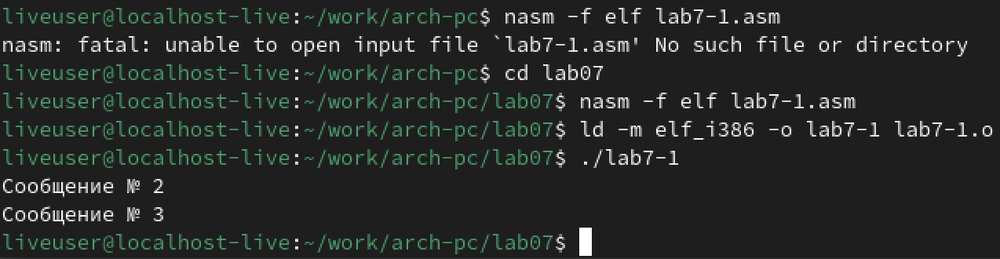 liveuser@localhost-live:~/work/arch-pc$ nasm -f elf lab7-1.asm
nasm: fatal: unable to open input file `lab7-1.asm' No such file or directory
liveuser@localhost-live:~/work/arch-pc$ cd lab07
liveuser@localhost-live:~/work/arch-pc/lab07$ nasm -f elf lab7-1.asm
liveuser@localhost-live:~/work/arch-pc/lab07$ ld -m elf_i386 -o lab7-1 lab7-1.o
liveuser@localhost-live:~/work/arch-pc/lab07$ ./lab7-1
Сообщение № 2
Сообщение № 3
liveuser@localhost-live:~/work/arch-pc/lab07$